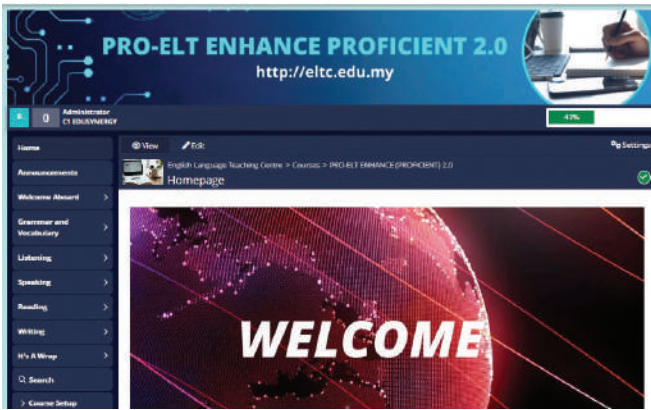 PRO-ELT ENHANCE PROFICIENT 2.0
http://eltc.edu.my
0
Administrator
C1 EDUSYNERGY
43%
Home
Announcements
Welcome Aboard
Grammar and
Vocabulary
Listening
Speaking
Reading
Writing
It's A Wrap
Search
> Course Setup
View
Edit
Settings
English Language Teaching Centre > Courses > PRO-ELT ENHANCE (PROFICIENT) 2.0
Homepage
WELCOME